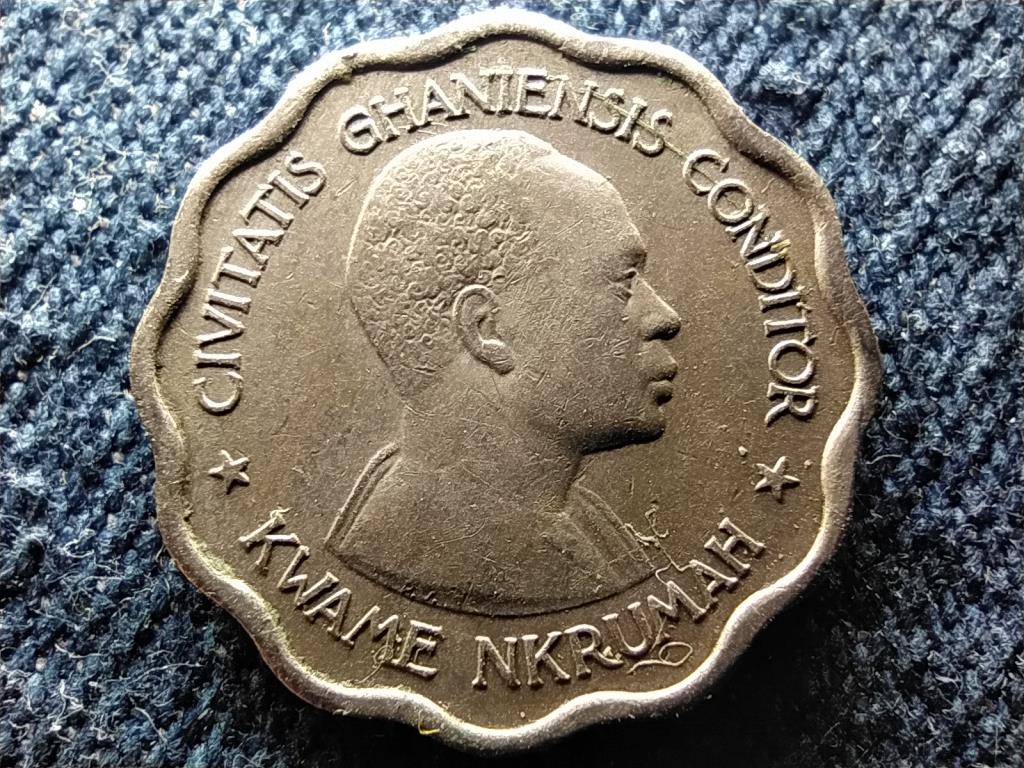 CIVITATIS GHANIENSIS CONDITOR
KWAME NKRUMAH